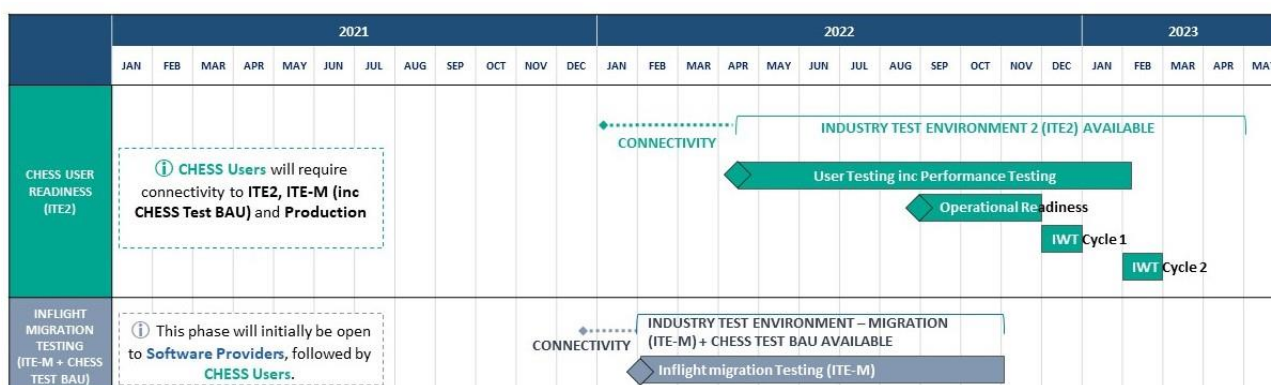 2021 2022 2023
JAN FEB MAR APR MAY JUN JUL AUG SEP OCT NOV DEC JAN FEB MAR APR MAY JUN JUL AUG SEP OCT NOV DEC JAN FEB MAR APR MAY
CHESS USER
READINESS
(ITE2)
ⓘ CHESS Users will require
connectivity to ITE2, ITE-M (inc
CHESS Test BAU) and Production
CONNECTIVITY
INDUSTRY TEST ENVIRONMENT 2 (ITE2) AVAILABLE
User Testing inc Performance Testing
Operational Readiness
IWT Cycle 1
IWT Cycle 2
INFLIGHT
MIGRATION
TESTING
(ITE-M + CHESS
TEST BAU)
ⓘ This phase will initially be open
to Software Providers, followed by
CHESS Users.
CONNECTIVITY
INDUSTRY TEST ENVIRONMENT – MIGRATION
(ITE-M) + CHESS TEST BAU AVAILABLE
Inflight migration Testing (ITE-M)